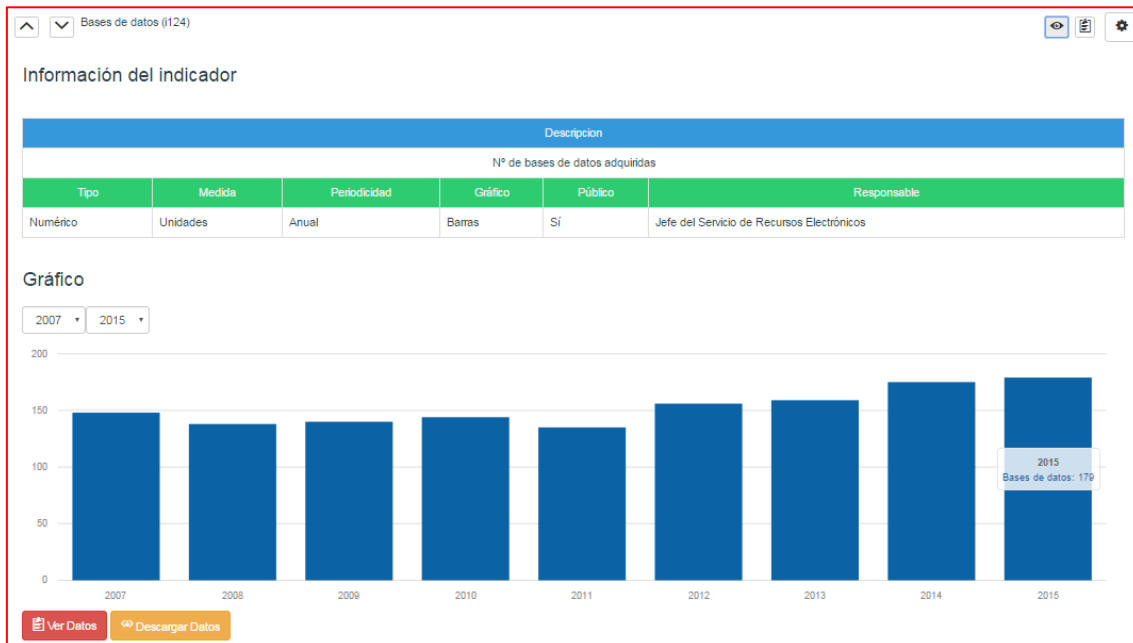 Bases de datos (i124)
Información del indicador
Descripcion
Nº de bases de datos adquiridas
Tipo Medida Periodicidad Gráfico Público Responsable
Numérico Unidades Anual Barras Sí Jefe del Servicio de Recursos Electrónicos
Gráfico
2007 2015
200
150
100
50
0
2015
Bases de datos: 179
2007 2008 2009 2010 2011 2012 2013 2014 2015
Ver Datos Descargar Datos